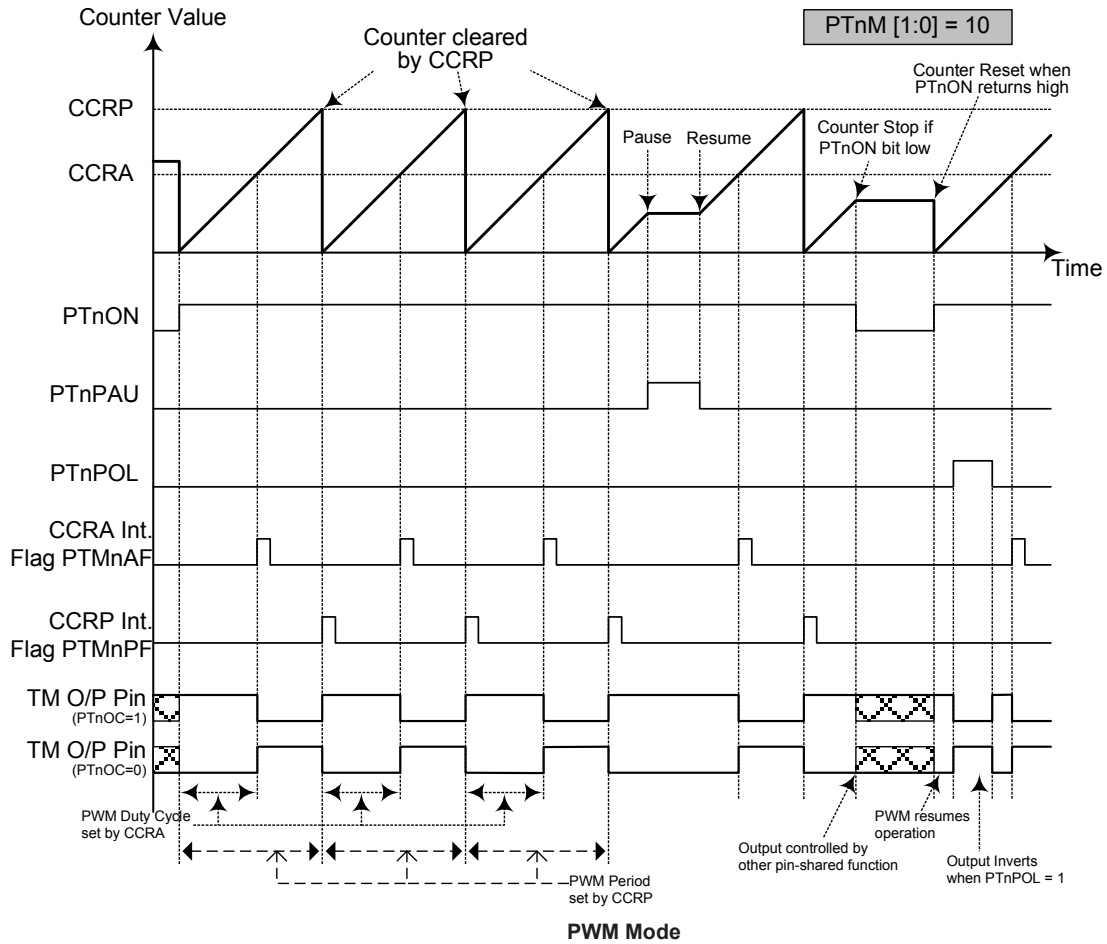 Counter Value
PTnM [1:0] = 10
Counter cleared
by CCRP
Counter Reset when
PTnON returns high
CCRP
Pause
Resume
Counter Stop if
PTnON bit low
CCRA
Time
PTnON
PTnPAU
PTnPOL
CCRA Int.
Flag PTMnAF
CCRP Int.
Flag PTMnPF
TM O/P Pin
(PTnOC=1)
TM O/P Pin
(PTnOC=0)
PWM Duty Cycle
set by CCRA
Output controlled by
other pin-shared function
PWM resumes
operation
Output Inverts
when PTnPOL = 1
PWM Period
set by CCRP
PWM Mode